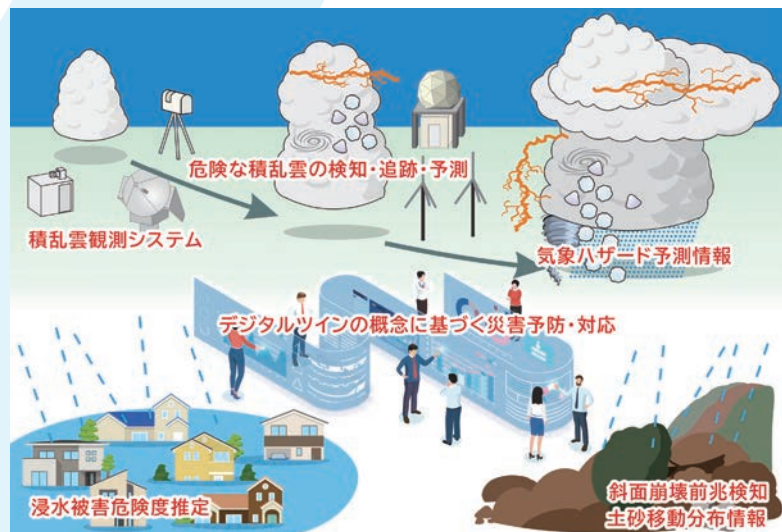 危険な積乱雲の検知・追跡・予測
積乱雲観測システム
気象ハザード予測情報
デジタルツインの概念に基づく災害予防・対応
浸水被害危険度推定
斜面崩壊前兆検知
土砂移動分布情報